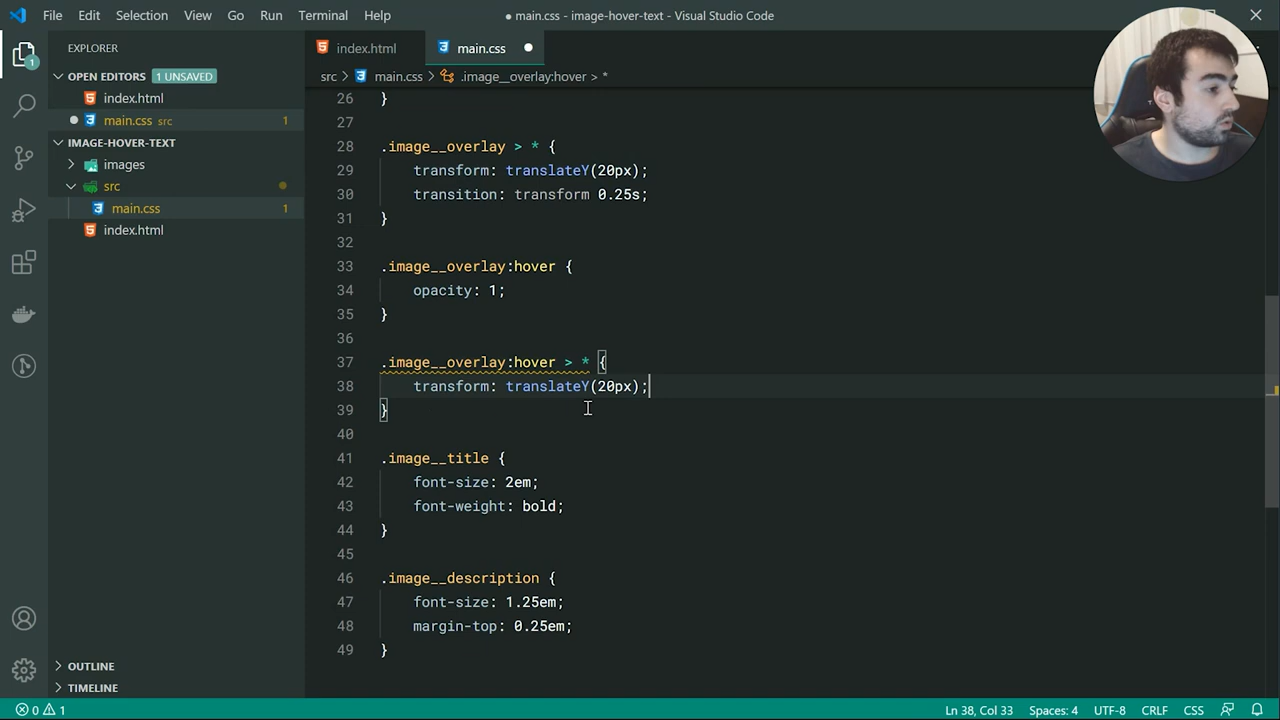 File Edit Selection View Go Run Terminal Help
● main.css - image-hover-text - Visual Studio Code
EXPLORER
OPEN EDITORS 1 UNSAVED
index.html
main.css src 1
IMAGE-HOVER-TEXT
images
src
main.css 1
index.html
OUTLINE
TIMELINE
1
index.html main.css
src > main.css > .image__overlay:hover > *
26 }
27
28 .image__overlay > * {
29 transform: translateY(20px);
30 transition: transform 0.25s;
31 }
32
33 .image__overlay:hover {
34 opacity: 1;
35 }
36
37 .image__overlay:hover > * {
38 transform: translateY(20px);
39 }
40
41 .image__title {
42 font-size: 2em;
43 font-weight: bold;
44 }
45
46 .image__description {
47 font-size: 1.25em;
48 margin-top: 0.25em;
49 }
0 1 Ln 38, Col 33 Spaces: 4 UTF-8 CRLF CSS